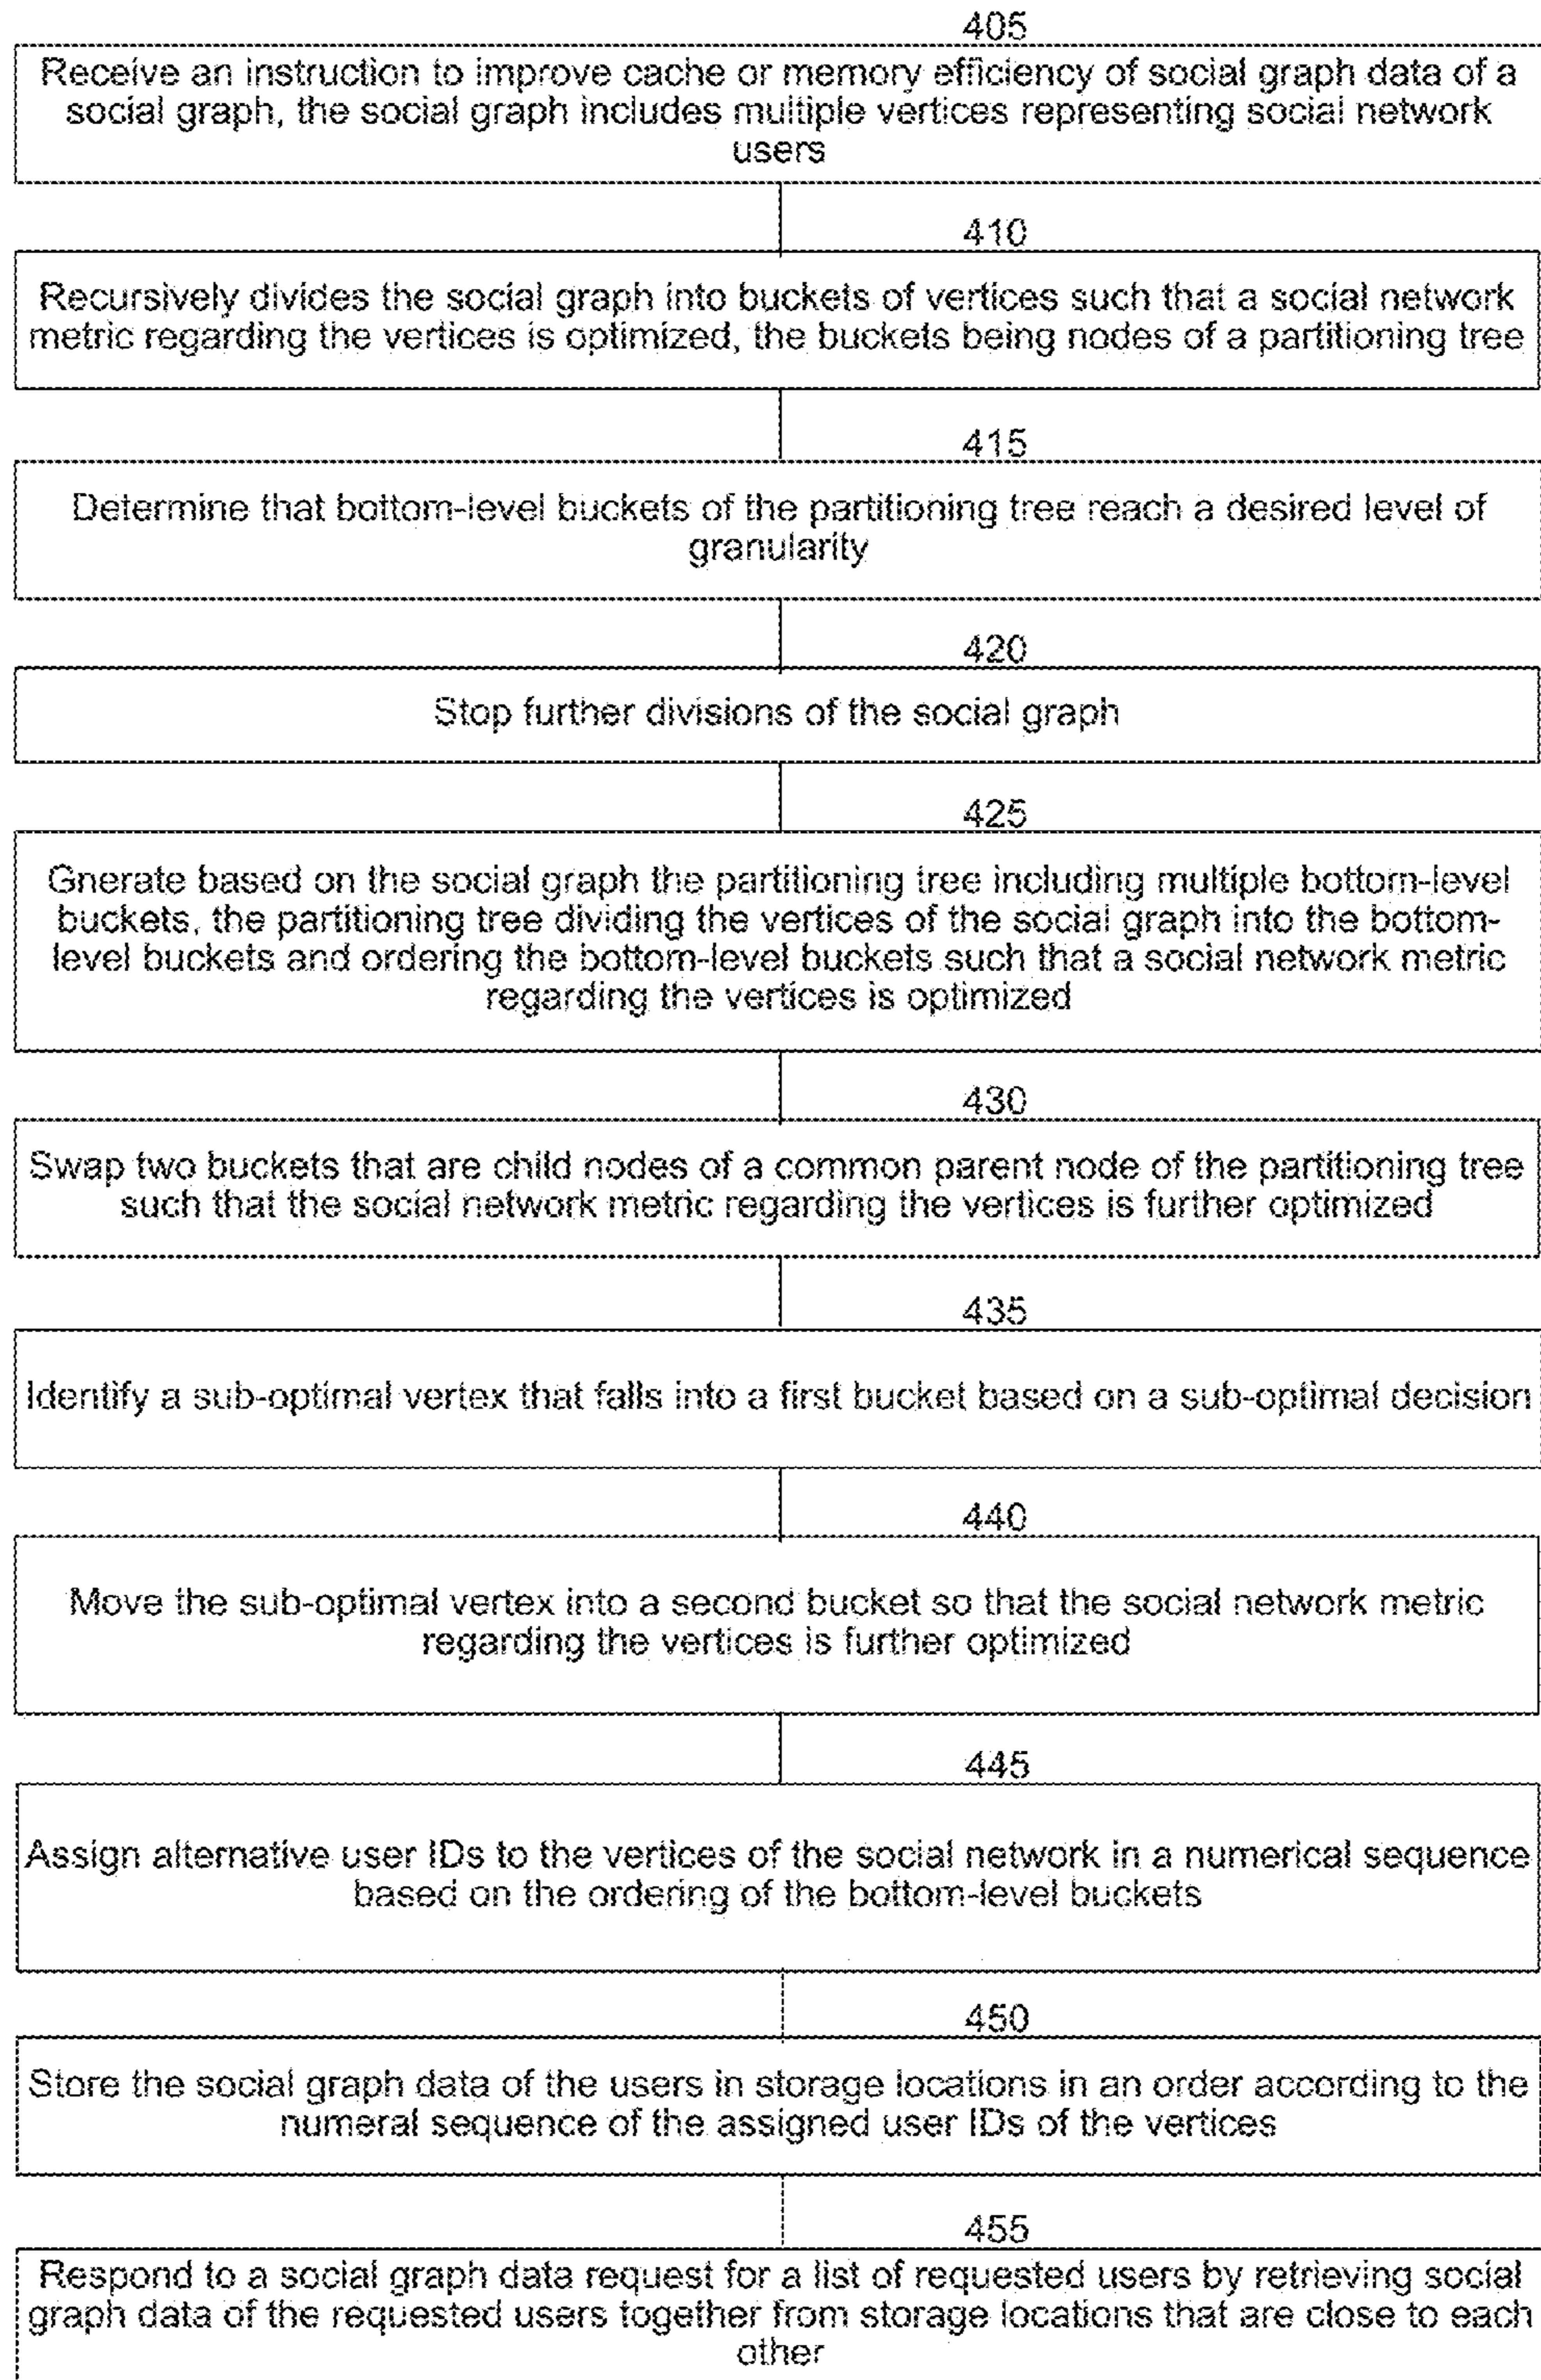 405
Receive an instruction to improve cache or memory efficiency of social graph data of a
social graph, the social graph includes multiple vertices representing social network
users
410
Recursively divides the social graph into buckets of vertices such that a social network
metric regarding the vertices is optimized, the buckets being nodes of a partitioning tree
415
Determine that bottom-level buckets of the partitioning tree reach a desired level of
granularity
420
Stop further divisions of the social graph
425
Gnerate based on the social graph the partitioning tree including multiple bottom-level
buckets, the partitioning tree dividing the vertices of the social graph into the bottom-
level buckets and ordering the bottom-level buckets such that a social network metric
regarding the vertices is optimized
430
Swap two buckets that are child nodes of a common parent node of the partitioning tree
such that the social network metric regarding the vertices is further optimized
435
Identify a sub-optimal vertex that falls into a first bucket based on a sub-optimal decision
440
Move the sub-optimal vertex into a second bucket so that the social network metric
regarding the vertices is further optimized
445
Assign alternative user IDs to the vertices of the social network in a numerical sequence
based on the ordering of the bottom-level buckets
450
Store the social graph data of the users in storage locations in an order according to the
numeral sequence of the assigned user IDs of the vertices
455
Respond to a social graph data request for a list of requested users by retrieving social
graph data of the requested users together from storage locations that are close to each
other